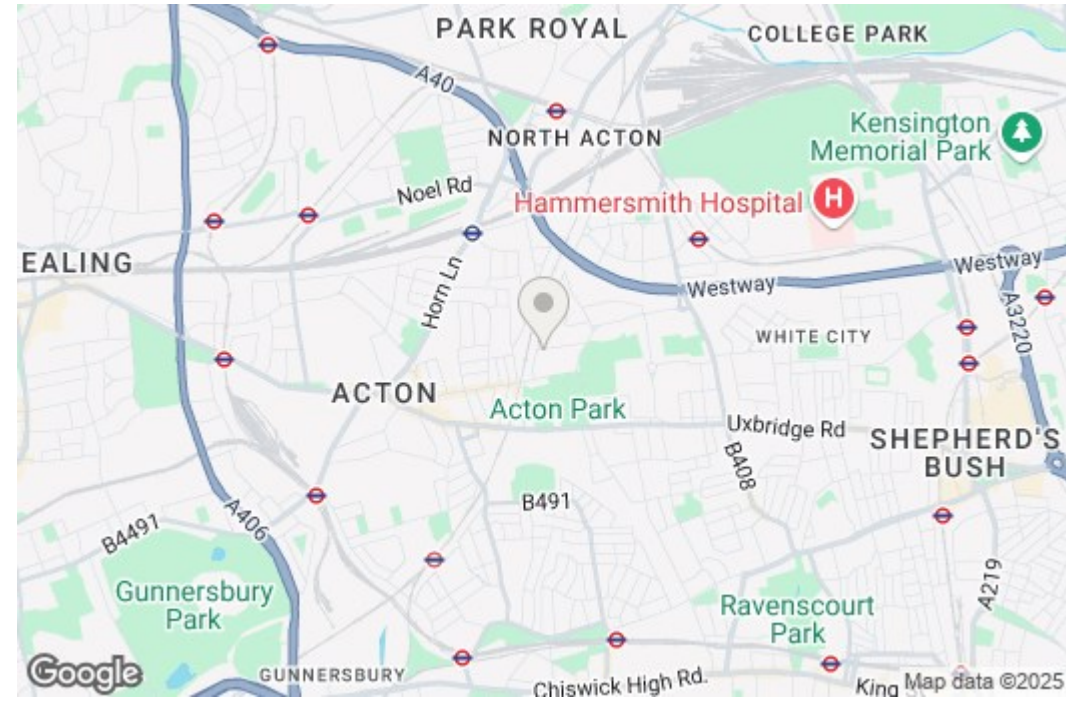 PARK ROYAL
COLLEGE PARK
A40
NORTH ACTON
Kensington
Memorial Park
Noel Rd
Hammersmith Hospital
H
EALING
Horn Ln
Westway
Westway
A3220
WHITE CITY
ACTON
Acton Park
Uxbridge Rd
SHEPHERD'S
BUSH
B408
B491
A406
B4491
A219
Gunnersbury
Park
Ravenscourt
Park
Google
GUNNERSBURY
Chiswick High Rd.
King
Map data ©2025